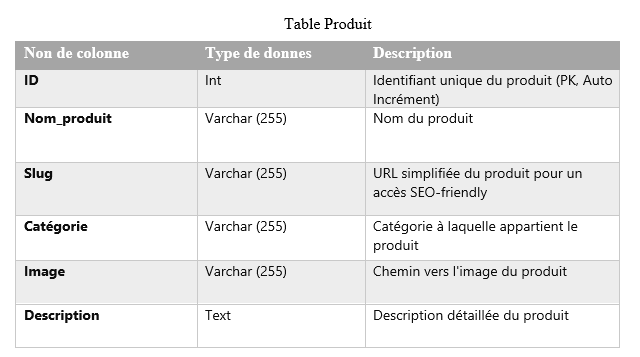 Table Produit
Non de colonne Type de donnes Description
ID Int Identifiant unique du produit (PK, Auto
Incrément)
Nom_produit Varchar (255) Nom du produit
Slug Varchar (255) URL simplifiée du produit pour un
accès SEO-friendly
Catégorie Varchar (255) Catégorie à laquelle appartient le
produit
Image Varchar (255) Chemin vers l'image du produit
Description Text Description détaillée du produit